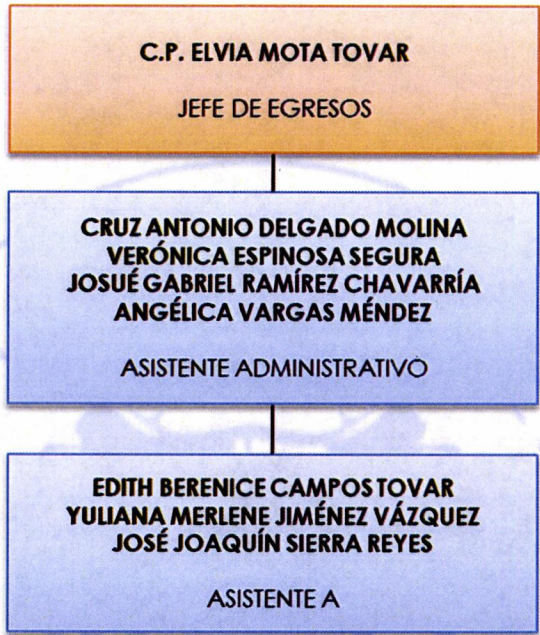 C.P. ELVIA MOTA TOVAR
JEFE DE EGRESOS
CRUZ ANTONIO DELGADO MOLINA
VERÓNICA ESPINOSA SEGURA
JOSUÉ GABRIEL RAMÍREZ CHAVARRÍA
ANGÉLICA VARGAS MÉNDEZ
ASISTENTE ADMINISTRATIVO
EDITH BERENICE CAMPOS TOVAR
YULIANA MERLENE JIMÉNEZ VÁZQUEZ
JOSÉ JOAQUÍN SIERRA REYES
ASISTENTE A